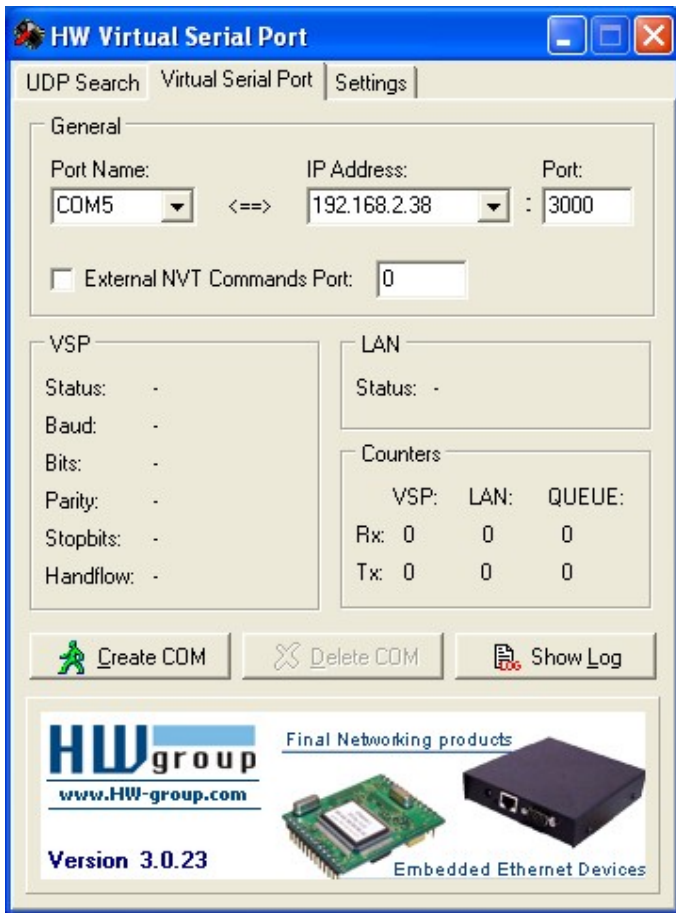 HW Virtual Serial Port
UDP Search Virtual Serial Port Settings
General
Port Name: IP Address: Port:
COM5 <==> 192.168.2.38 : 3000
External NVT Commands Port: 0
VSP
Status: -
Baud: -
Bits: -
Parity: -
Stopbits: -
Handflow: -
LAN
Status: -
Counters
VSP: LAN: QUEUE:
Rx: 0 0 0
Tx: 0 0 0
Create COM Delete COM LOG Show Log
HW group
www.HW-group.com
Version 3.0.23
Final Networking products
Embedded Ethernet Devices